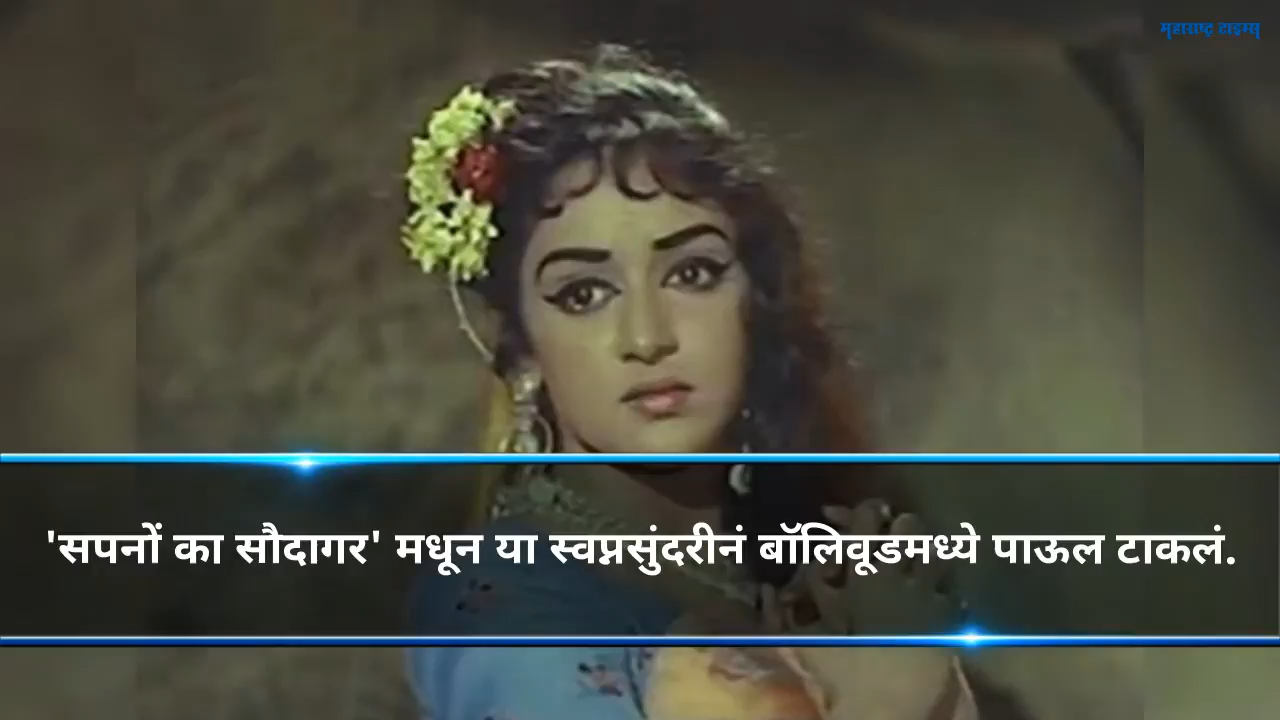 महाराष्ट्र टाइम्स
'सपनों का सौदागर' मधून या स्वप्नसुंदरीनं बॉलिवूडमध्ये पाऊल टाकलं.